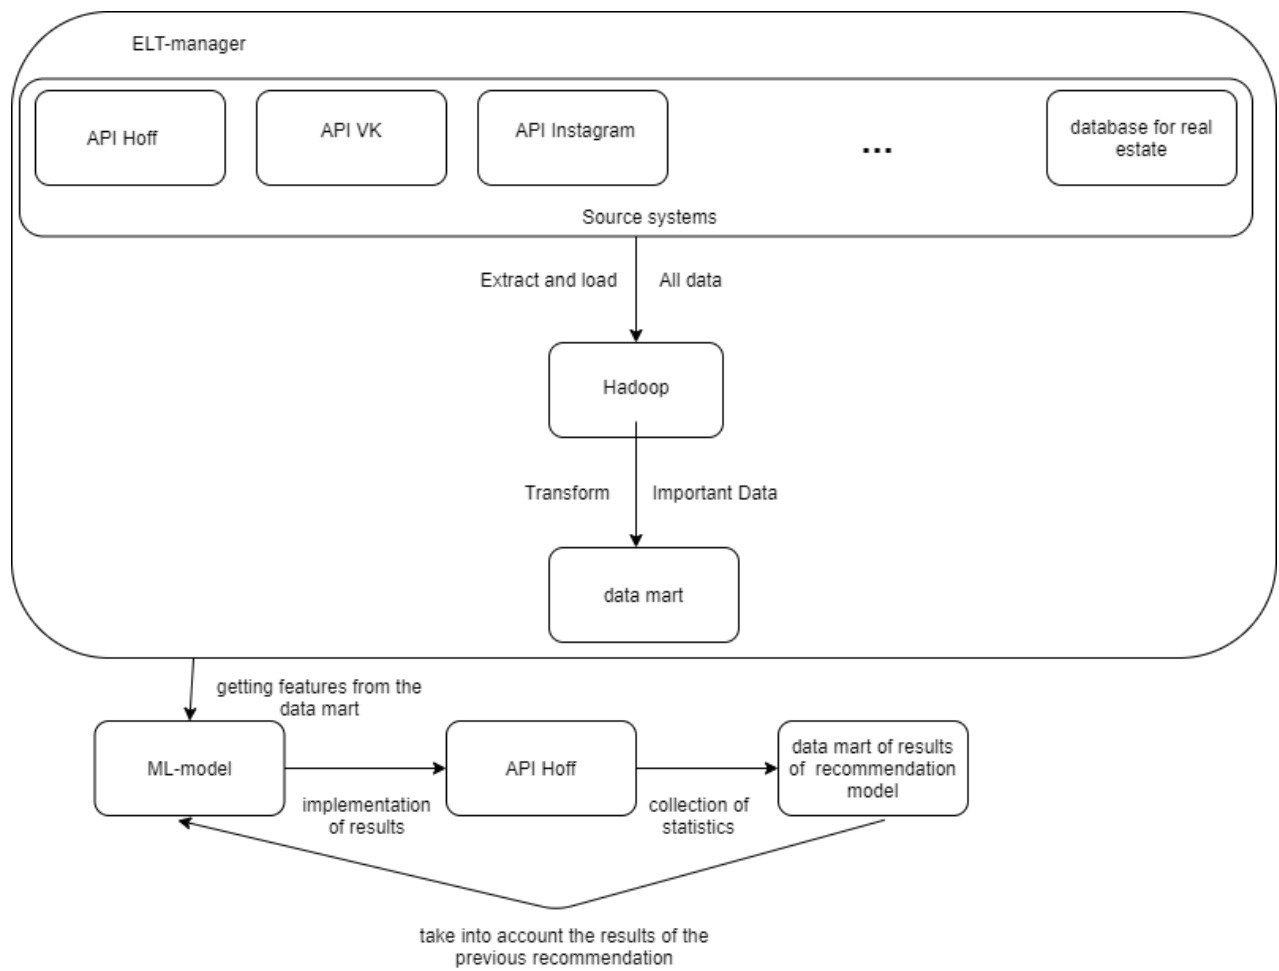 ELT-manager
API Hoff
API VK
API Instagram
...
database for real
estate
Source systems
Extract and load
All data
Hadoop
Transform
Important Data
data mart
getting features from the
data mart
ML-model
implementation
of results
API Hoff
collection of
statistics
data mart of results
of recommendation
model
take into account the results of the
previous recommendation